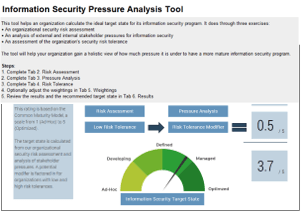 Information Security Pressure Analysis Tool
This tool helps an organization calculate the ideal target state for its information security program. It does through three exercises:
• An organizational security risk assessment
• An analysis of external and internal stakeholder pressures for information security
• An assessment of the organization's security risk tolerance
The tool will help your organization gain a holistic view of how much pressure it is under to have a more mature information security program.
Steps:
1. Complete Tab 2. Risk Assessment
2. Complete Tab 3. Pressure Analysis
3. Complete Tab 4. Risk Tolerance
4. Optionally adjust the weightings in Tab 5. Weightings
5. Review the results and the recommended target state in Tab 6. Results
This rating is based on the
Common Maturity Model, a
scale from 1 (Ad Hoc) to 5
(Optimized).
The target state is calculated
from our organizational
security risk assessment and
analysis of stakeholder
pressures. A potential
modifier is factored in for
organizations with low and
high risk tolerances.
Risk Assessment
Pressure Analysis
Low Risk Tolerance
Risk Tolerance Modifier
0.5
/ 5
3.7
/ 5
Defined
Developing
Managed
Ad-Hoc
Optimized
Information Security Target State